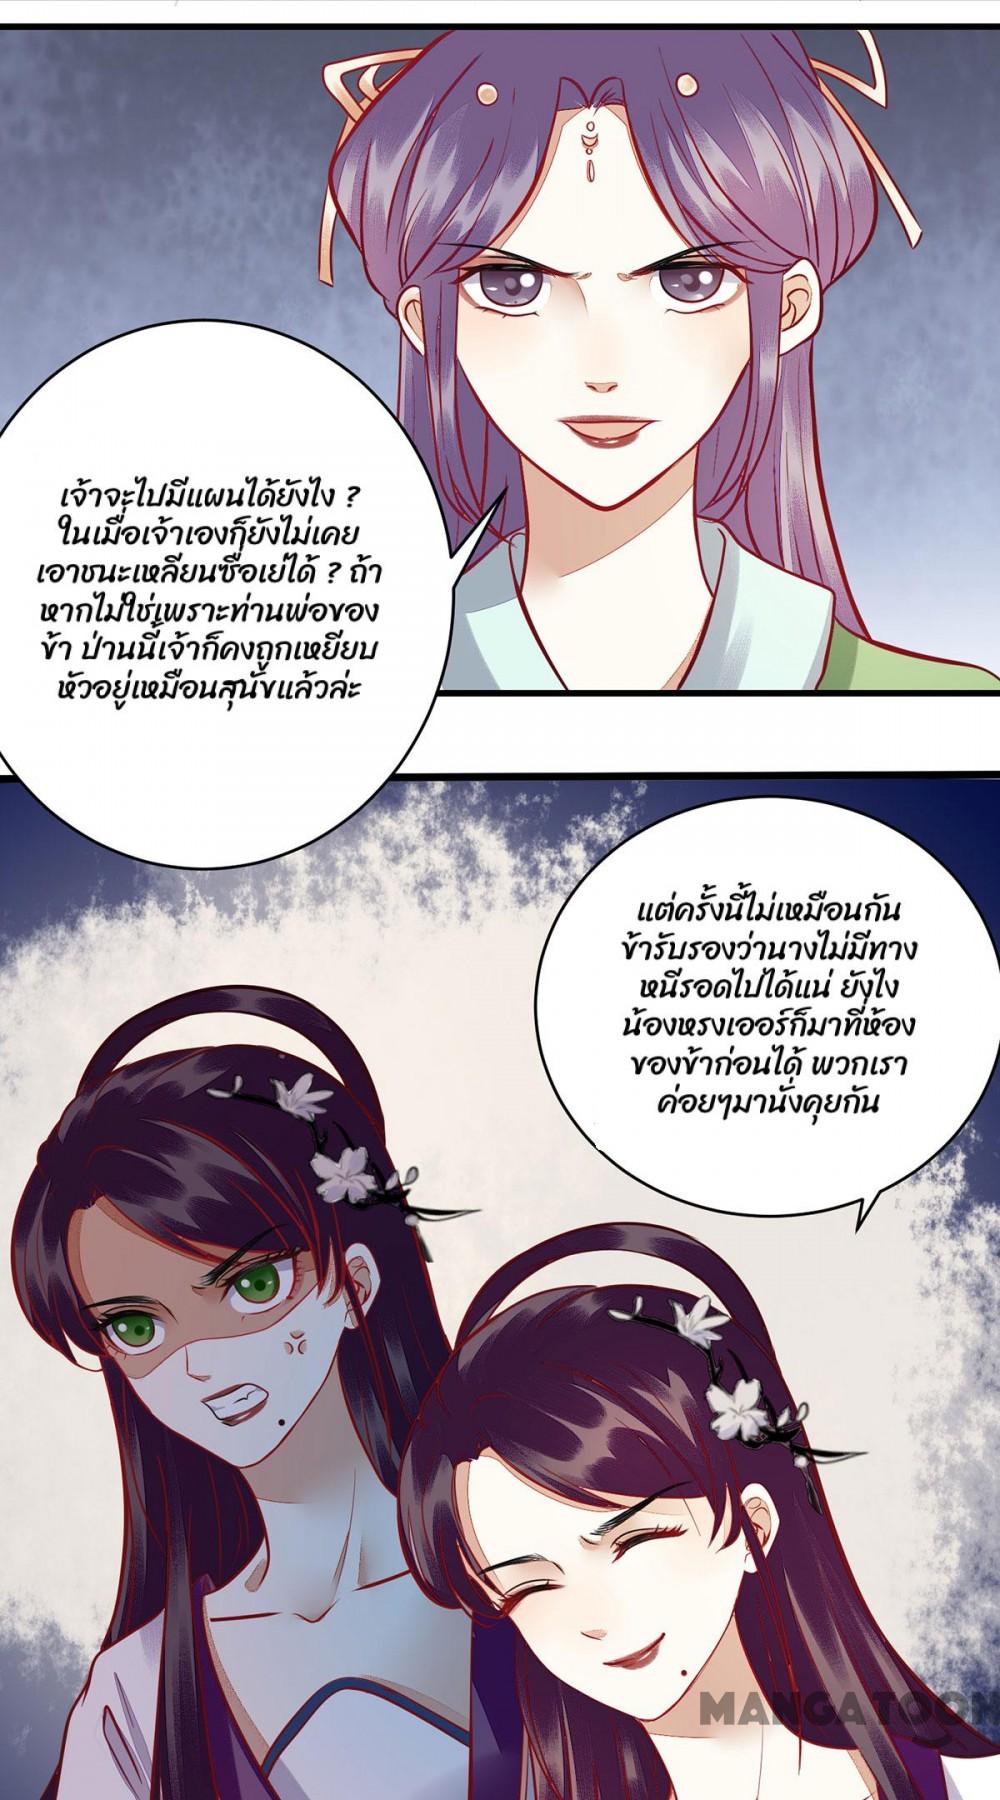 เจ้าจะไปมีแผนได้ยังไง ?
ในเมื่อเจ้าเองก็ยังไม่เคย
เอาชนะเหลียนซือเย่ได้ ? ถ้า
หากไม่ใช่เพราะท่านพ่อของ
ข้า ป่านนี้เจ้าก็คงถูกเหยียบ
หัวอยู่เหมือนสุนัขแล้วล่ะ
แต่ครั้งนี้ไม่เหมือนกัน
ข้ารับรองว่านางไม่มีทาง
หนีรอดไปได้แน่ ยังไง
น้องหรงเออร์ก็มาที่ห้อง
ของข้าก่อนได้ พวกเรา
ค่อยๆมานั่งคุยกัน
MANGATOON